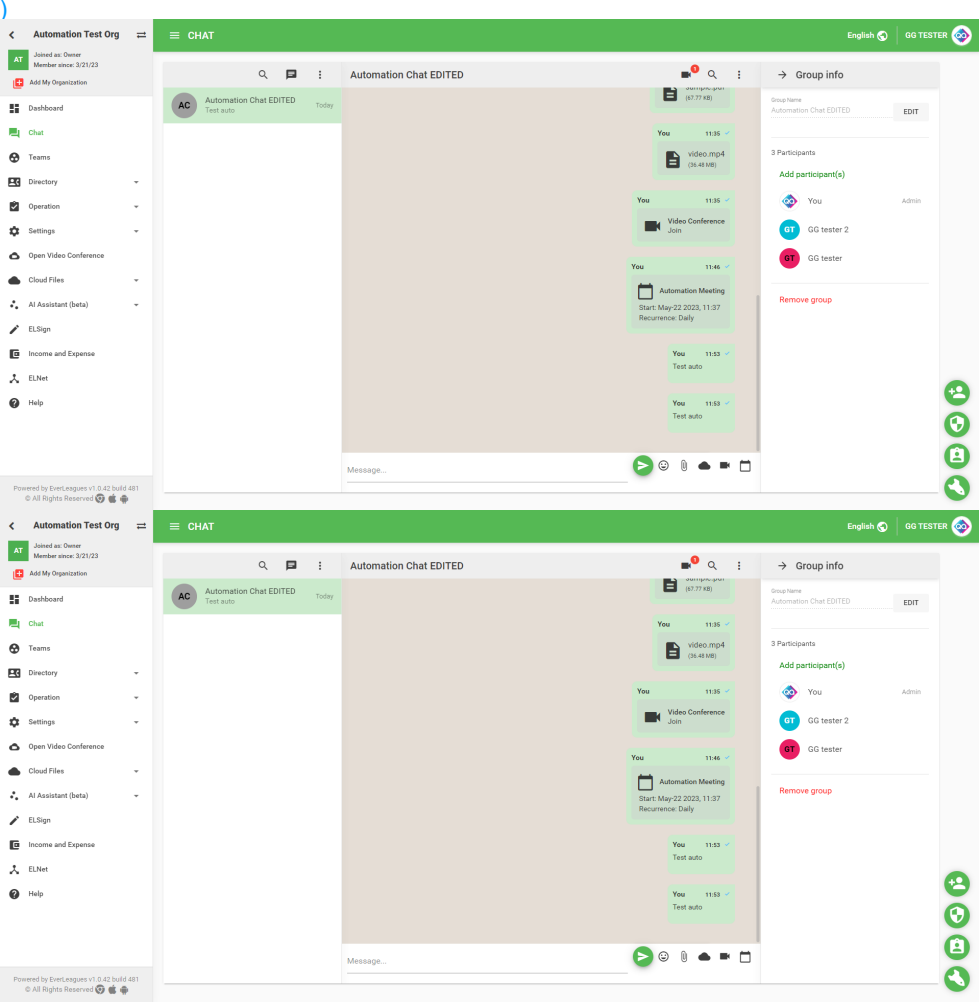 )
Automation Test Org
CHAT
English
GG TESTER
AT
Joined as: Owner
Member since: 3/21/23
Add My Organization
Dashboard
Chat
Teams
Directory
Operation
Settings
Open Video Conference
Cloud Files
AI Assistant (beta)
ELSign
Income and Expense
ELNet
Help
Powered by EverLeagues v1.0.42 build 481
© All Rights Reserved
AC
Automation Chat EDITED
Today
Test auto
Automation Chat EDITED
1
sample.pdf
(67.77 KB)
You 11:35
video.mp4
(36.48 MB)
You 11:35
Video Conference
Join
You 11:46
Automation Meeting
Start: May-22 2023, 11:37
Recurrence: Daily
You 11:53
Test auto
You 11:53
Test auto
Message...
Group info
Group Name
Automation Chat EDITED
EDIT
3 Participants
Add participant(s)
You
Admin
GT
GG tester 2
GT
GG tester
Remove group
Automation Test Org
CHAT
English
GG TESTER
AT
Joined as: Owner
Member since: 3/21/23
Add My Organization
Dashboard
Chat
Teams
Directory
Operation
Settings
Open Video Conference
Cloud Files
AI Assistant (beta)
ELSign
Income and Expense
ELNet
Help
Powered by EverLeagues v1.0.42 build 481
© All Rights Reserved
AC
Automation Chat EDITED
Today
Test auto
Automation Chat EDITED
1
sample.pdf
(67.77 KB)
You 11:35
video.mp4
(36.48 MB)
You 11:35
Video Conference
Join
You 11:46
Automation Meeting
Start: May-22 2023, 11:37
Recurrence: Daily
You 11:53
Test auto
You 11:53
Test auto
Message...
Group info
Group Name
Automation Chat EDITED
EDIT
3 Participants
Add participant(s)
You
Admin
GT
GG tester 2
GT
GG tester
Remove group